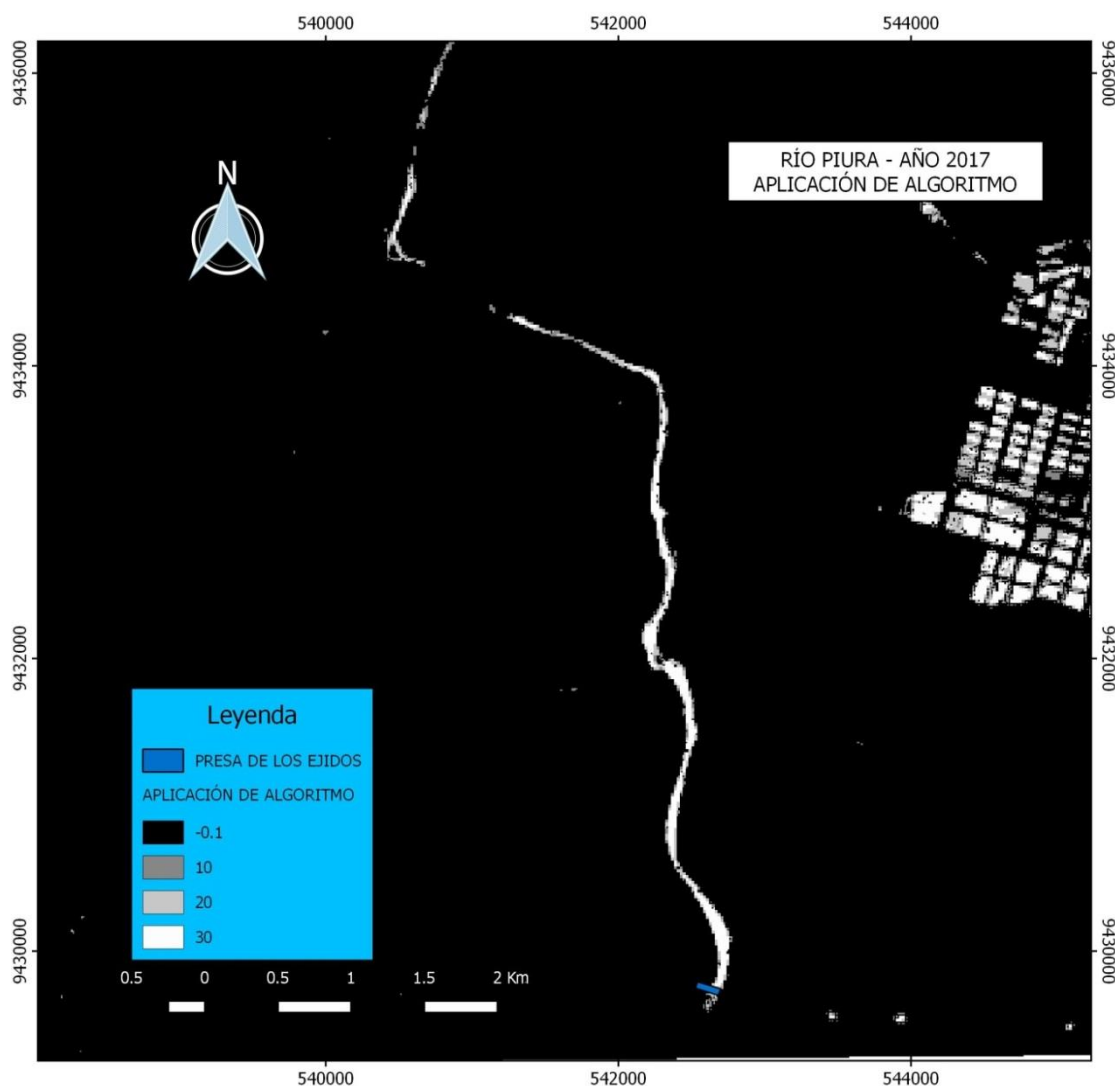 540000
542000
544000
9436000
9436000
RÍO PIURA - AÑO 2017
APLICACIÓN DE ALGORITMO
N
9434000
9434000
9432000
9432000
Leyenda
PRESA DE LOS EJIDOS
APLICACIÓN DE ALGORITMO
-0.1
10
20
30
9430000
9430000
0.5 0 0.5 1 1.5 2 Km
540000
542000
544000